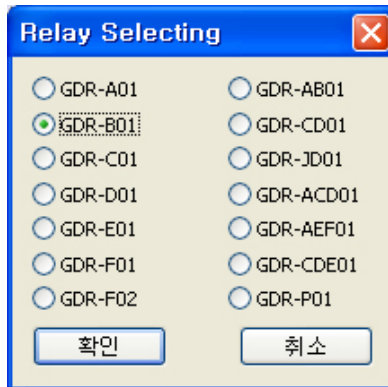 Relay Selecting
GDR-A01 GDR-AB01
GDR-B01 GDR-CD01
GDR-C01 GDR-JD01
GDR-D01 GDR-ACD01
GDR-E01 GDR-AEF01
GDR-F01 GDR-CDE01
GDR-F02 GDR-P01
확인 취소